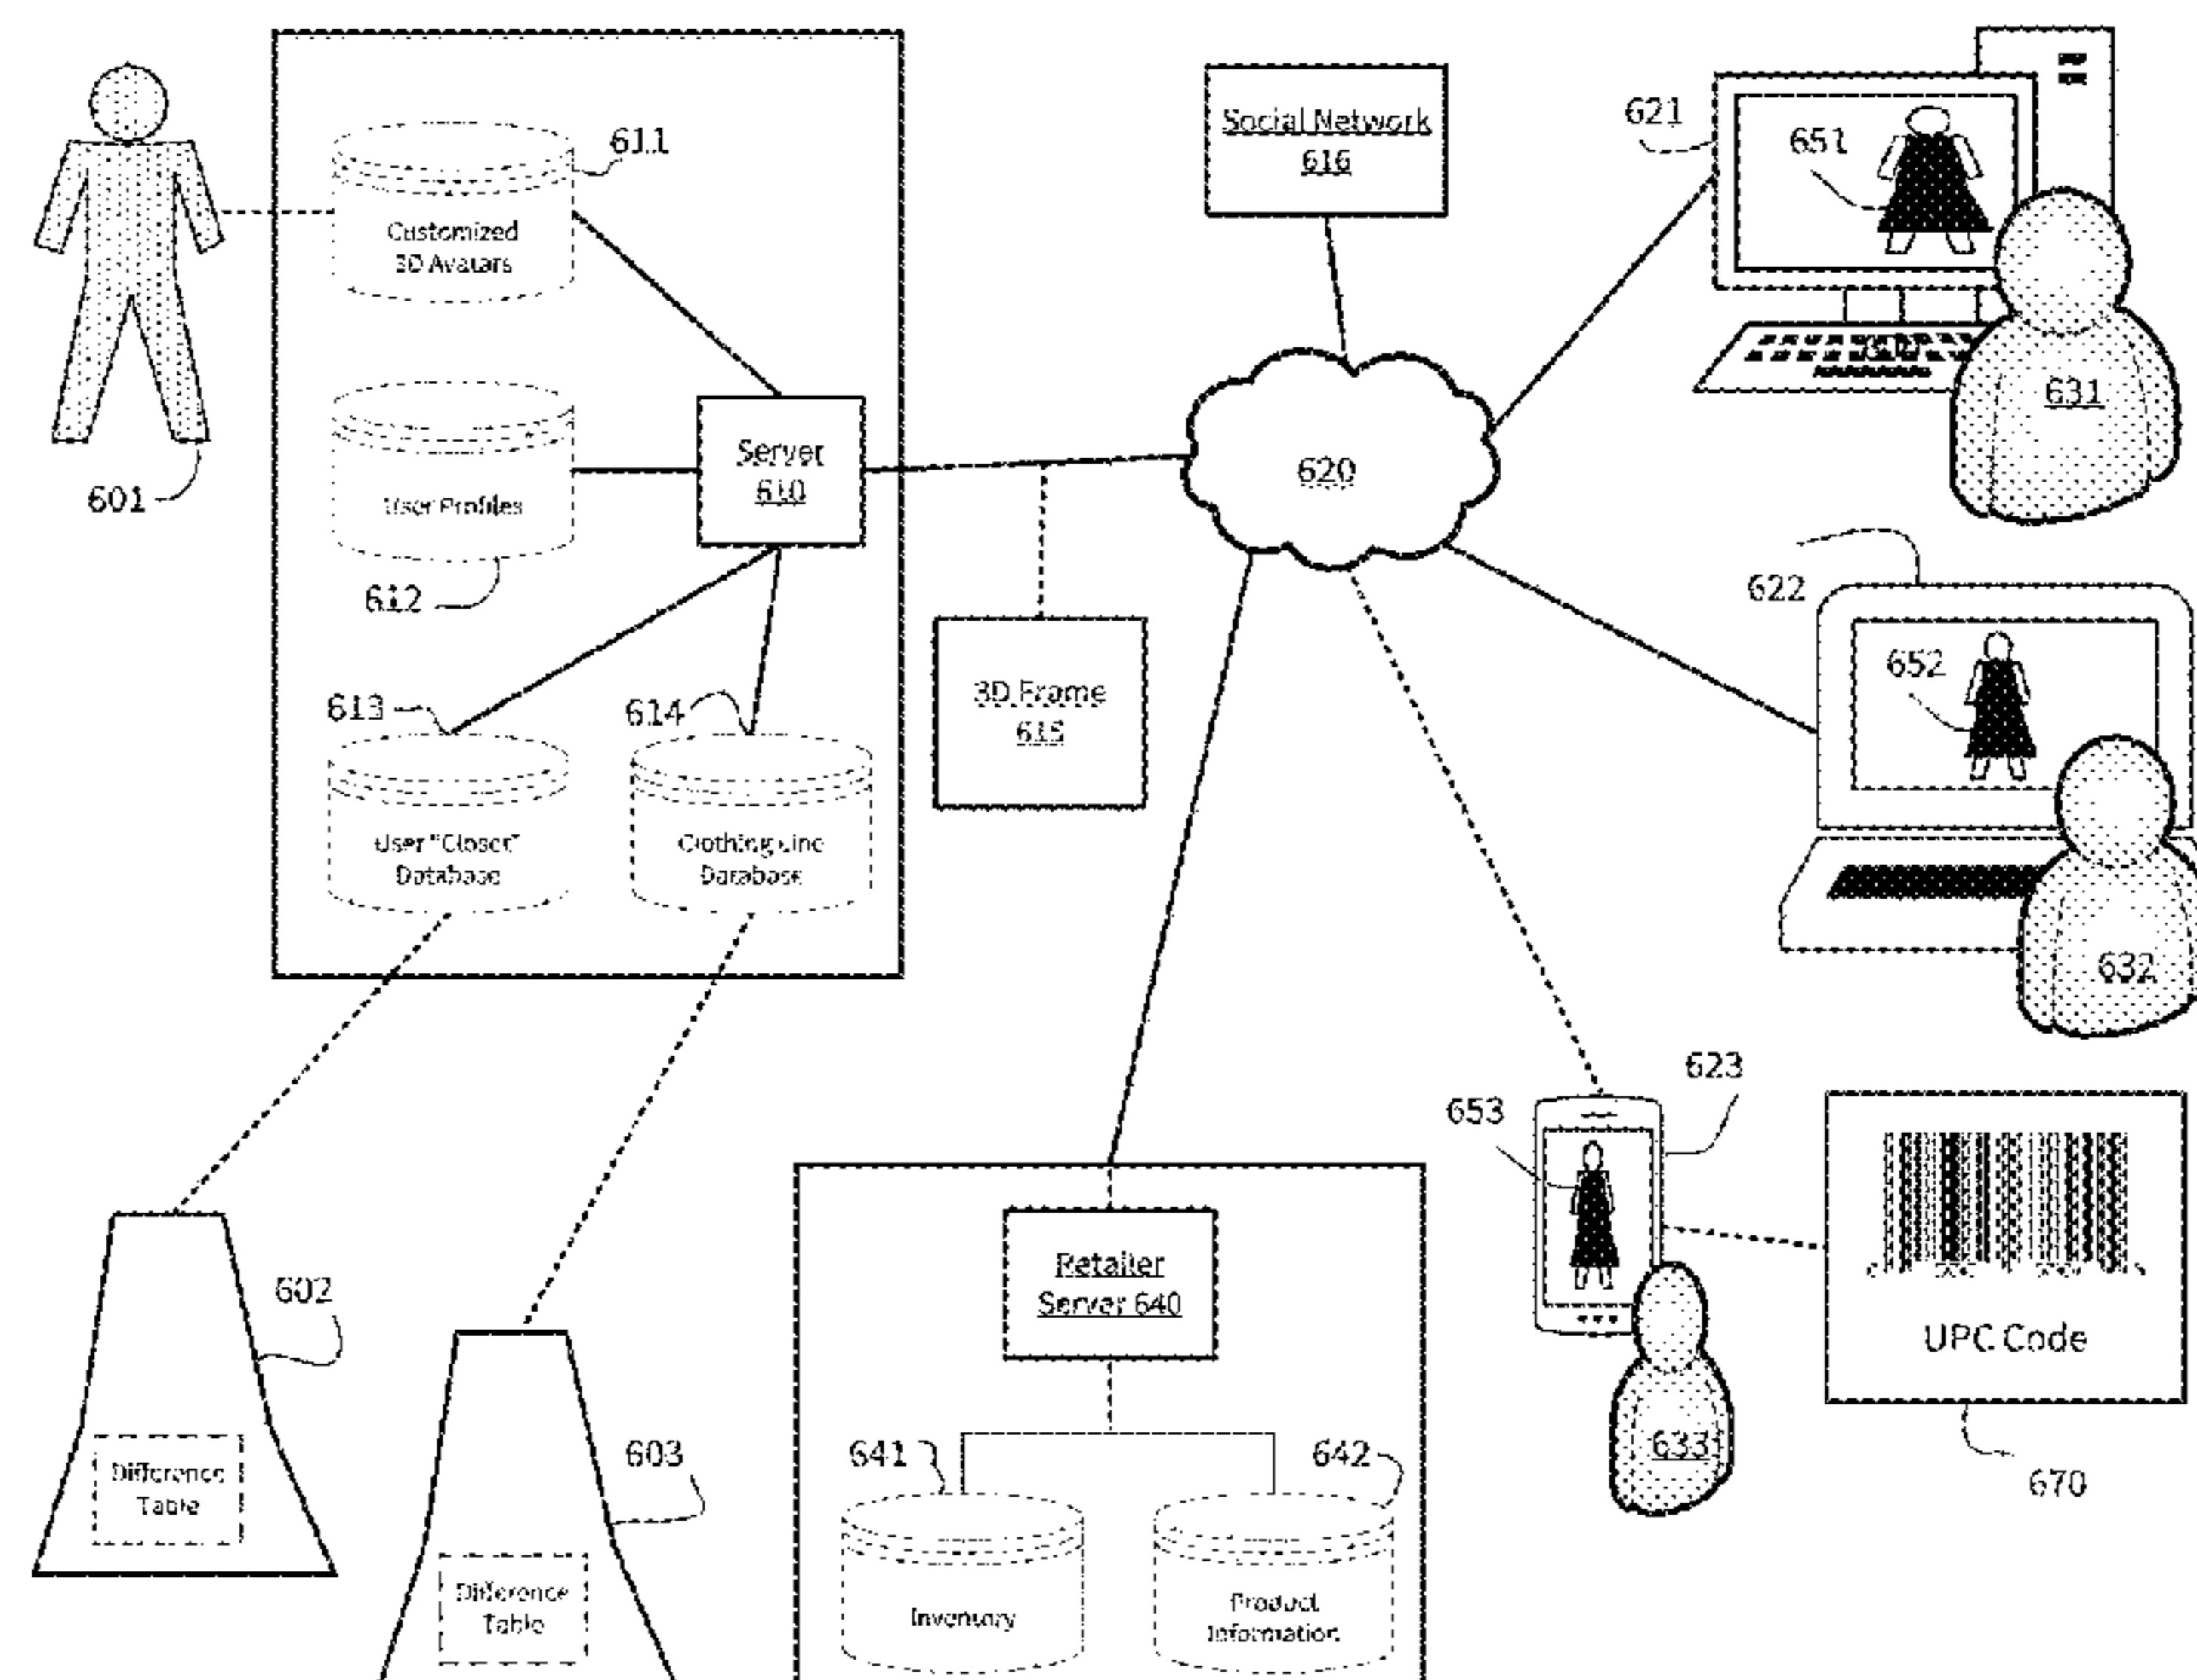 611
Customized
3D Avatars
601
User Profiles
612
Server
610
613
614
User "Closet"
Database
Clothing Line
Database
3D Frame
615
Social Network
616
620
621
651
631
622
652
632
623
653
633
UPC Code
670
602
Difference
Table
603
Difference
Table
Retailer
Server 640
641
642
Inventory
Product
Information